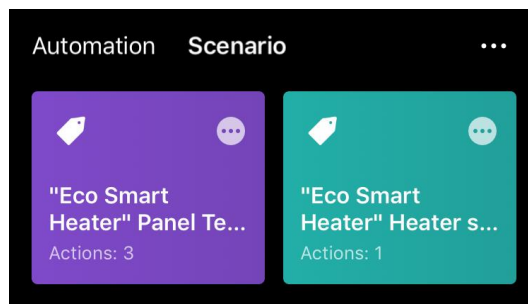 Automation Scenario
"Eco Smart
Heater" Panel Te...
Actions: 3
"Eco Smart
Heater" Heater s...
Actions: 1